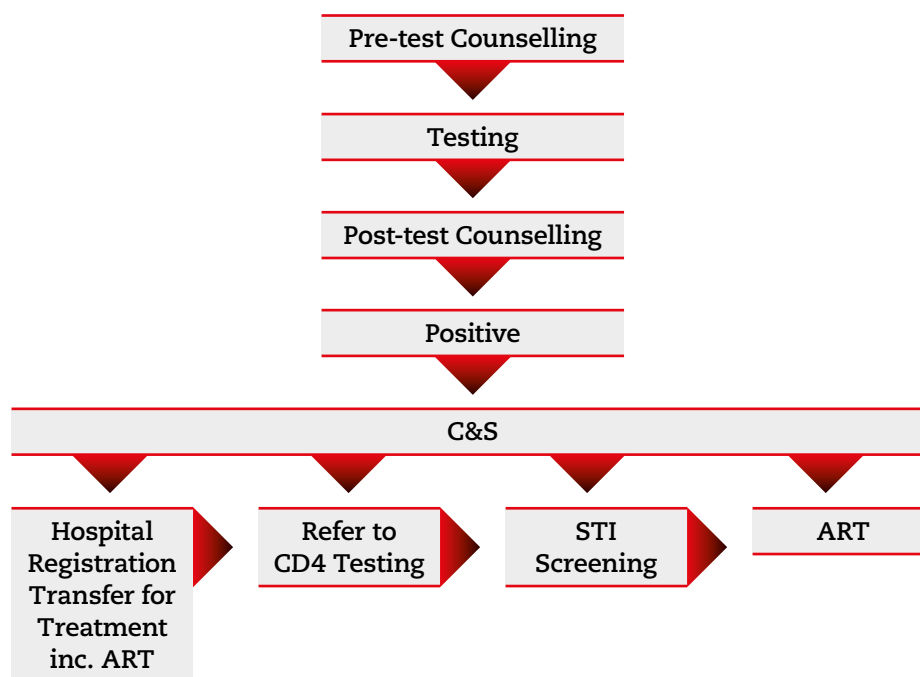 Pre-test Counselling
Testing
Post-test Counselling
Positive
C&S
Hospital
Registration
Transfer for
Treatment
inc. ART
Refer to
CD4 Testing
STI
Screening
ART